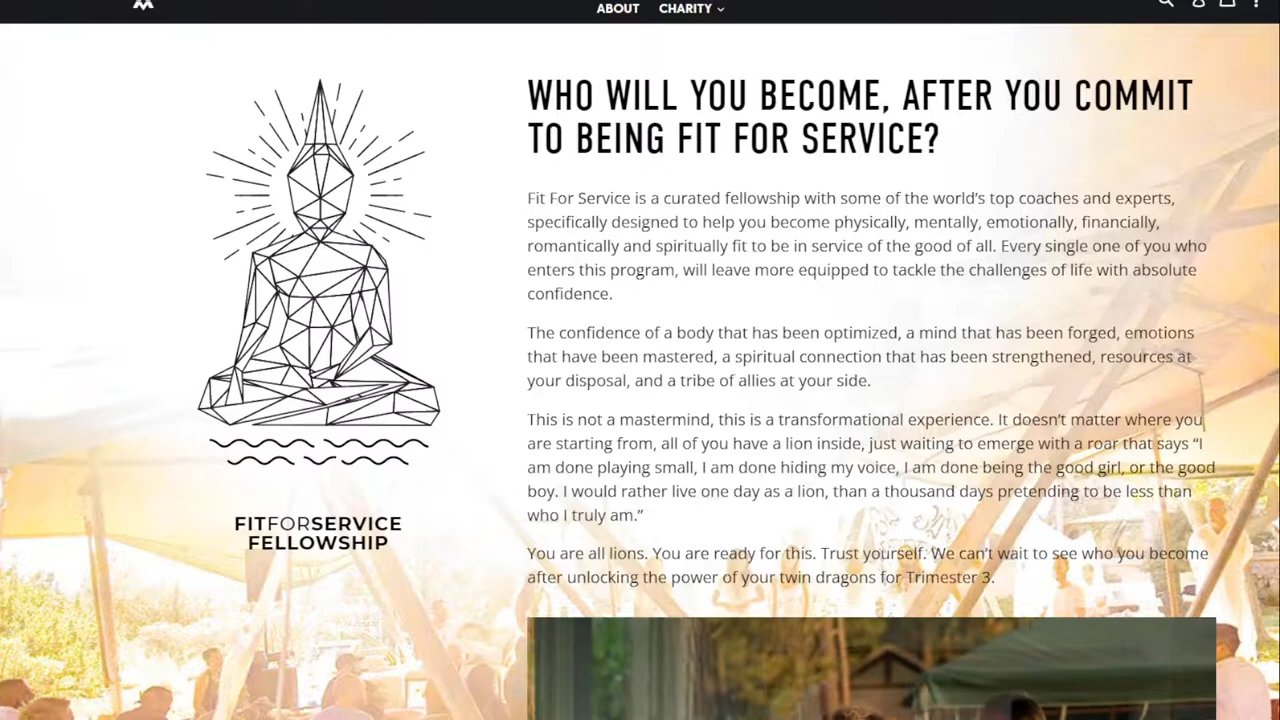 ABOUT CHARITY
WHO WILL YOU BECOME, AFTER YOU COMMIT
TO BEING FIT FOR SERVICE?
Fit For Service is a curated fellowship with some of the world's top coaches and experts,
specifically designed to help you become physically, mentally, emotionally, financially,
romantically and spiritually fit to be in service of the good of all. Every single one of you who
enters this program, will leave more equipped to tackle the challenges of life with absolute
confidence.
The confidence of a body that has been optimized, a mind that has been forged, emotions
that have been mastered, a spiritual connection that has been strengthened, resources at
your disposal, and a tribe of allies at your side.
This is not a mastermind, this is a transformational experience. It doesn't matter where you
are starting from, all of you have a lion inside, just waiting to emerge with a roar that says “I
am done playing small, I am done hiding my voice, I am done being the good girl, or the good
boy. I would rather live one day as a lion, than a thousand days pretending to be less than
who I truly am.”
You are all lions. You are ready for this. Trust yourself. We can't wait to see who you become
after unlocking the power of your twin dragons for Trimester 3.
FITFORSERVICE
FELLOWSHIP